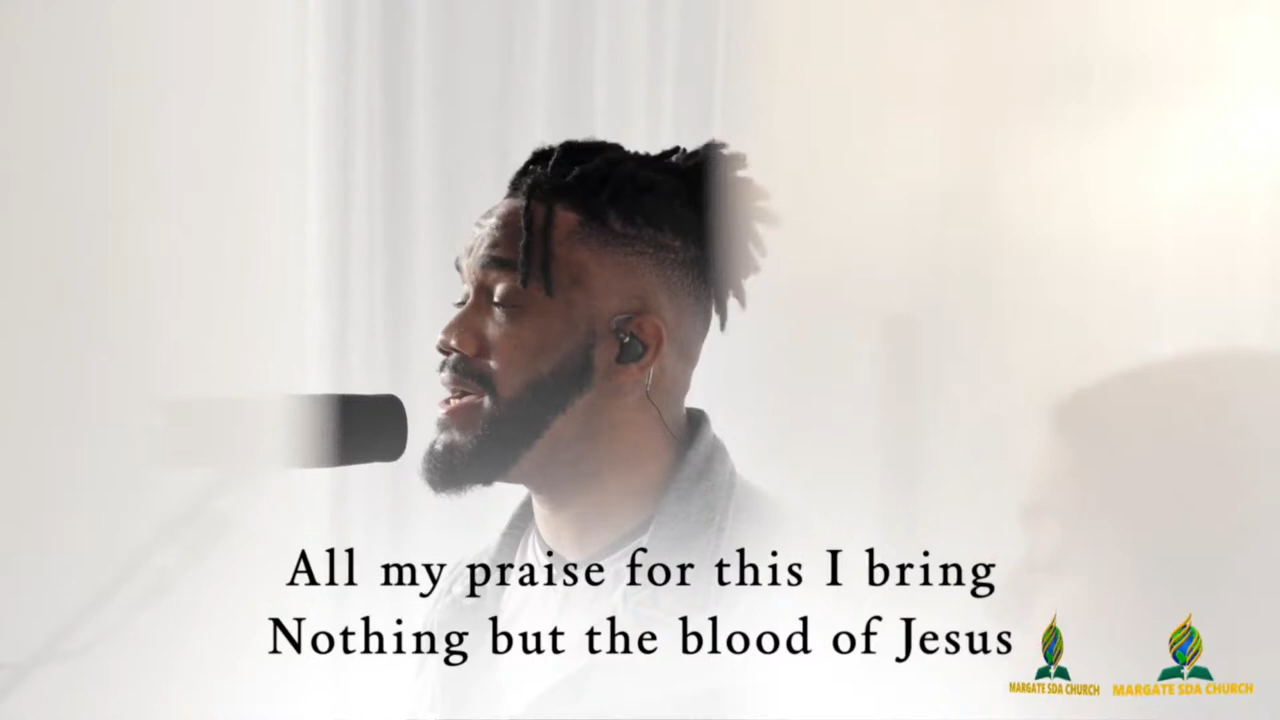 All my praise for this I bring
Nothing but the blood of Jesus
MARGATE SDA CHURCH
MARGATE SDA CHURCH